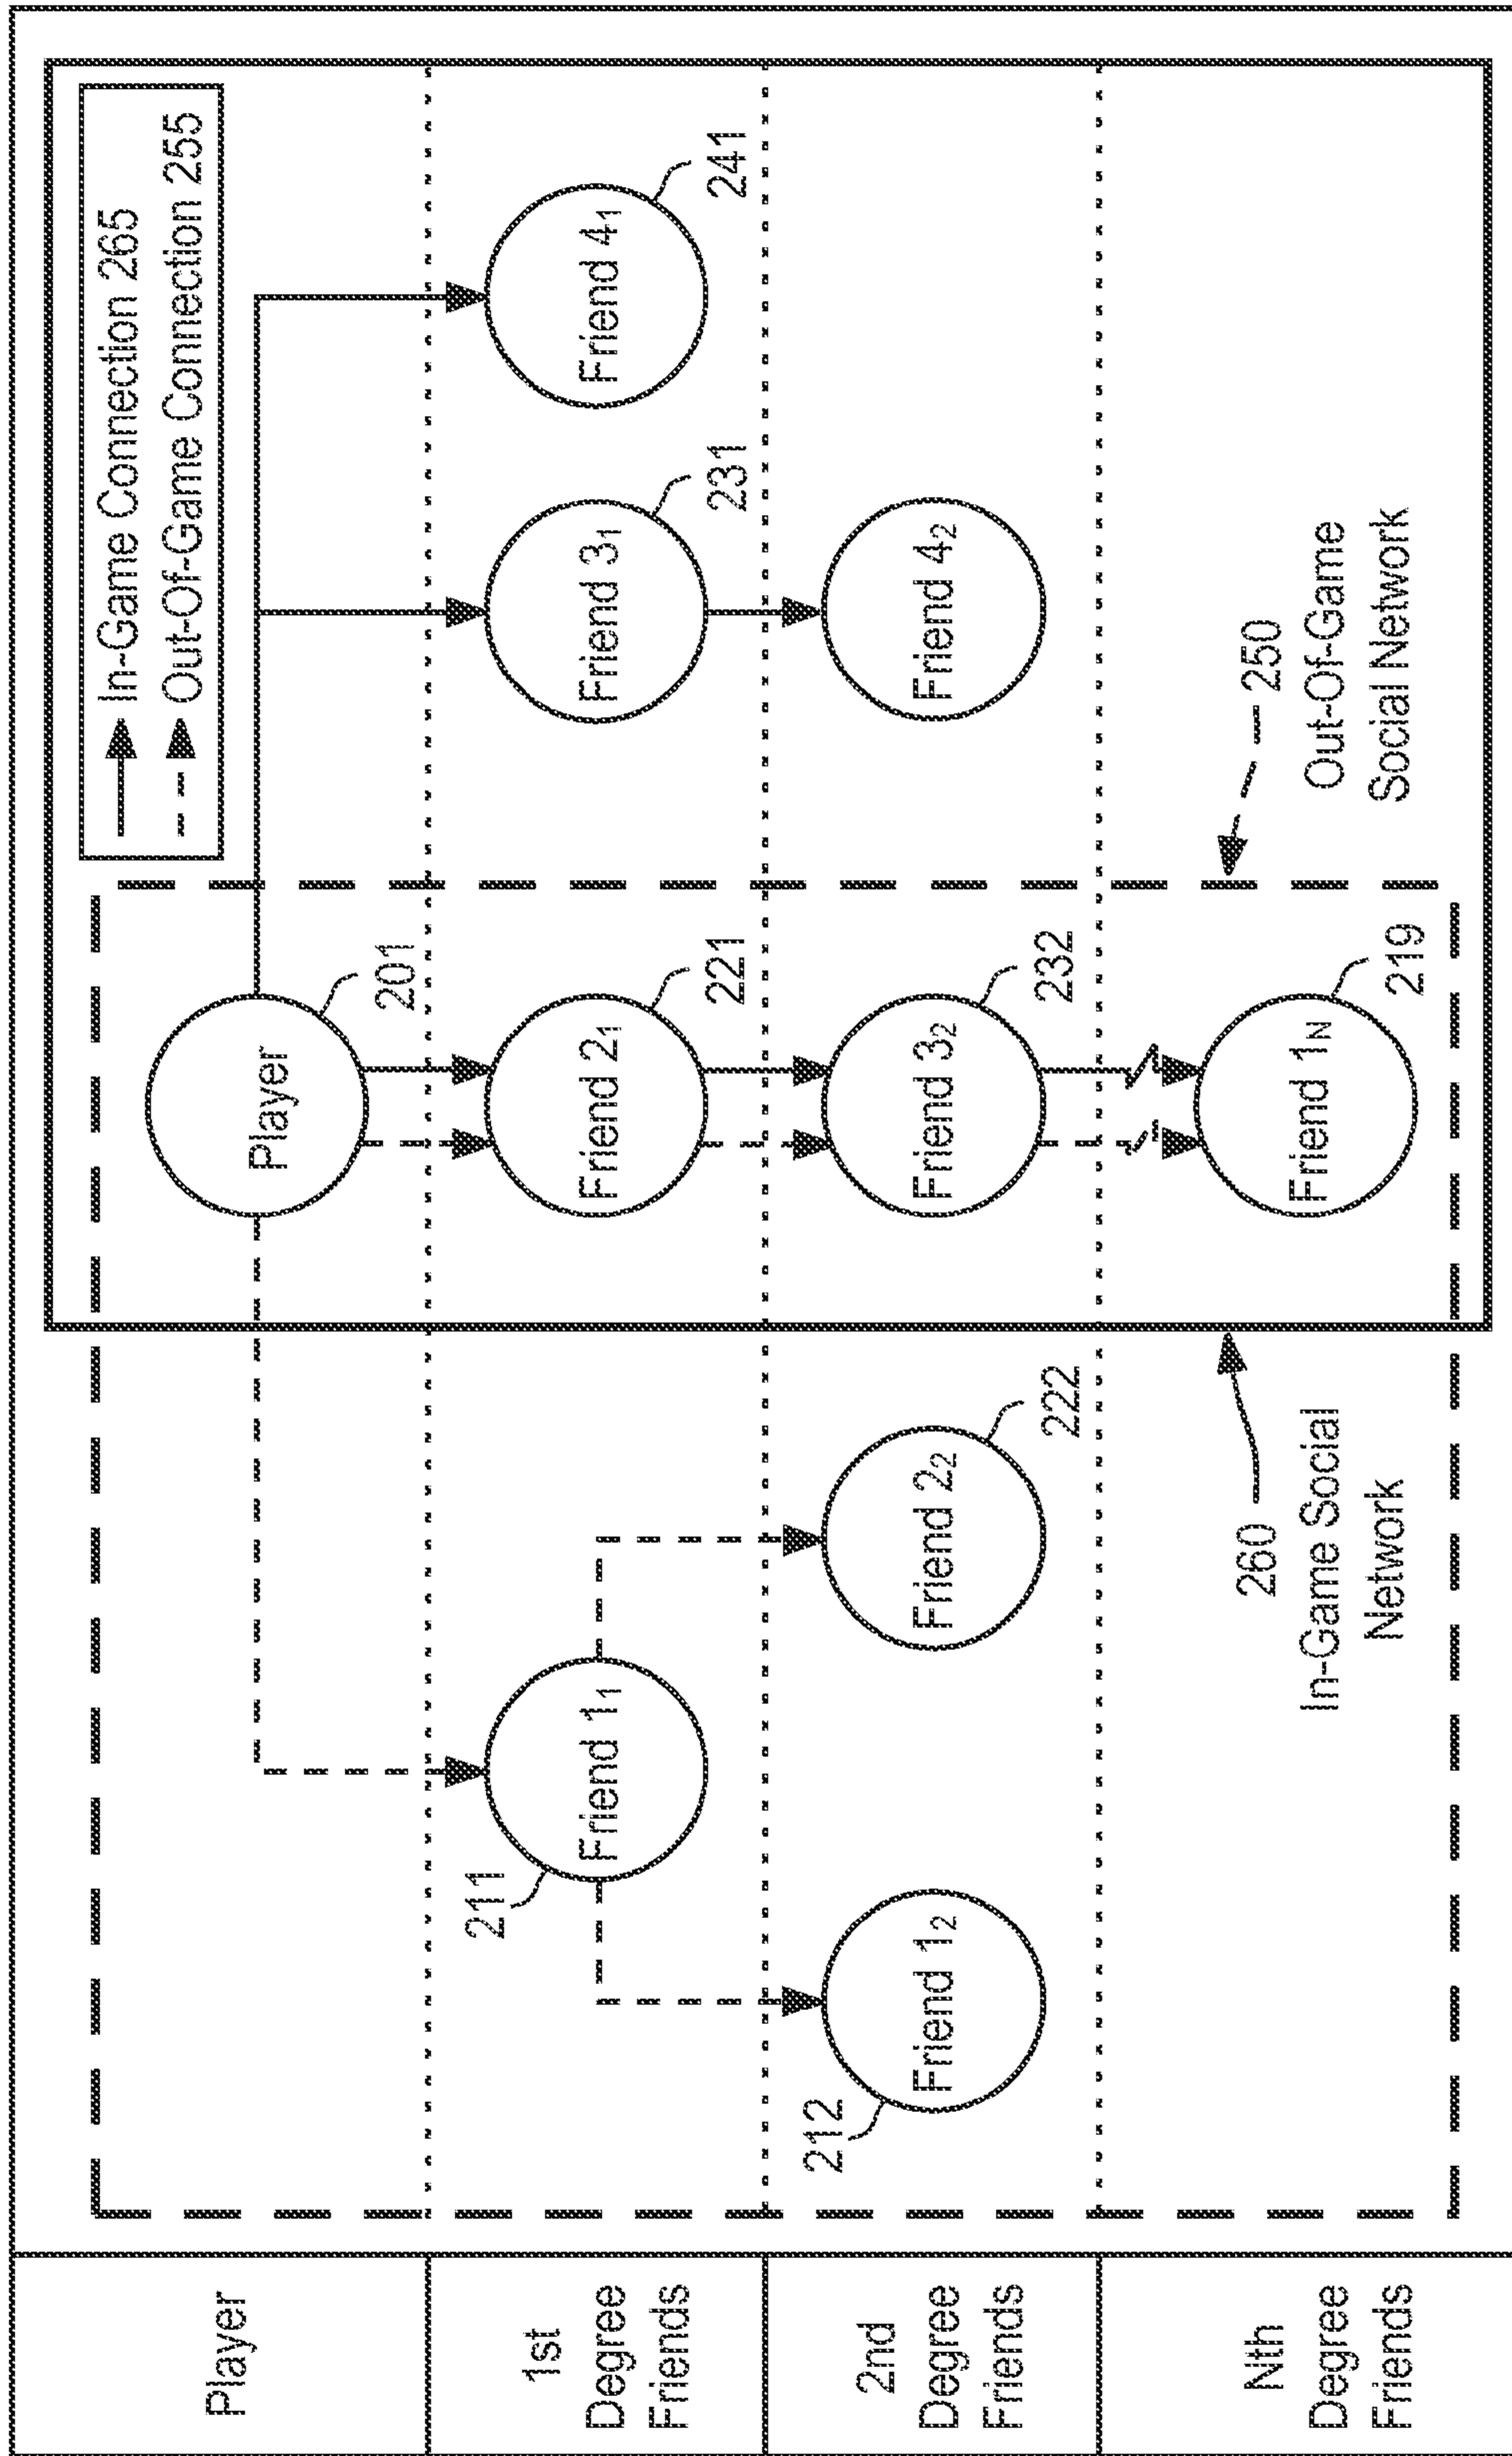 In-Game Connection 265
Out-Of-Game Connection 255
Player
Player
201
1st
Degree
Friends
211
Friend 1₁
Friend 2₁
221
Friend 3₁
231
Friend 4₁
241
2nd
Degree
Friends
212
Friend 1₂
Friend 2₂
222
Friend 3₂
232
Friend 4₂
Nth
Degree
Friends
260
In-Game Social
Network
Friend 1ₙ
219
250
Out-Of-Game
Social Network